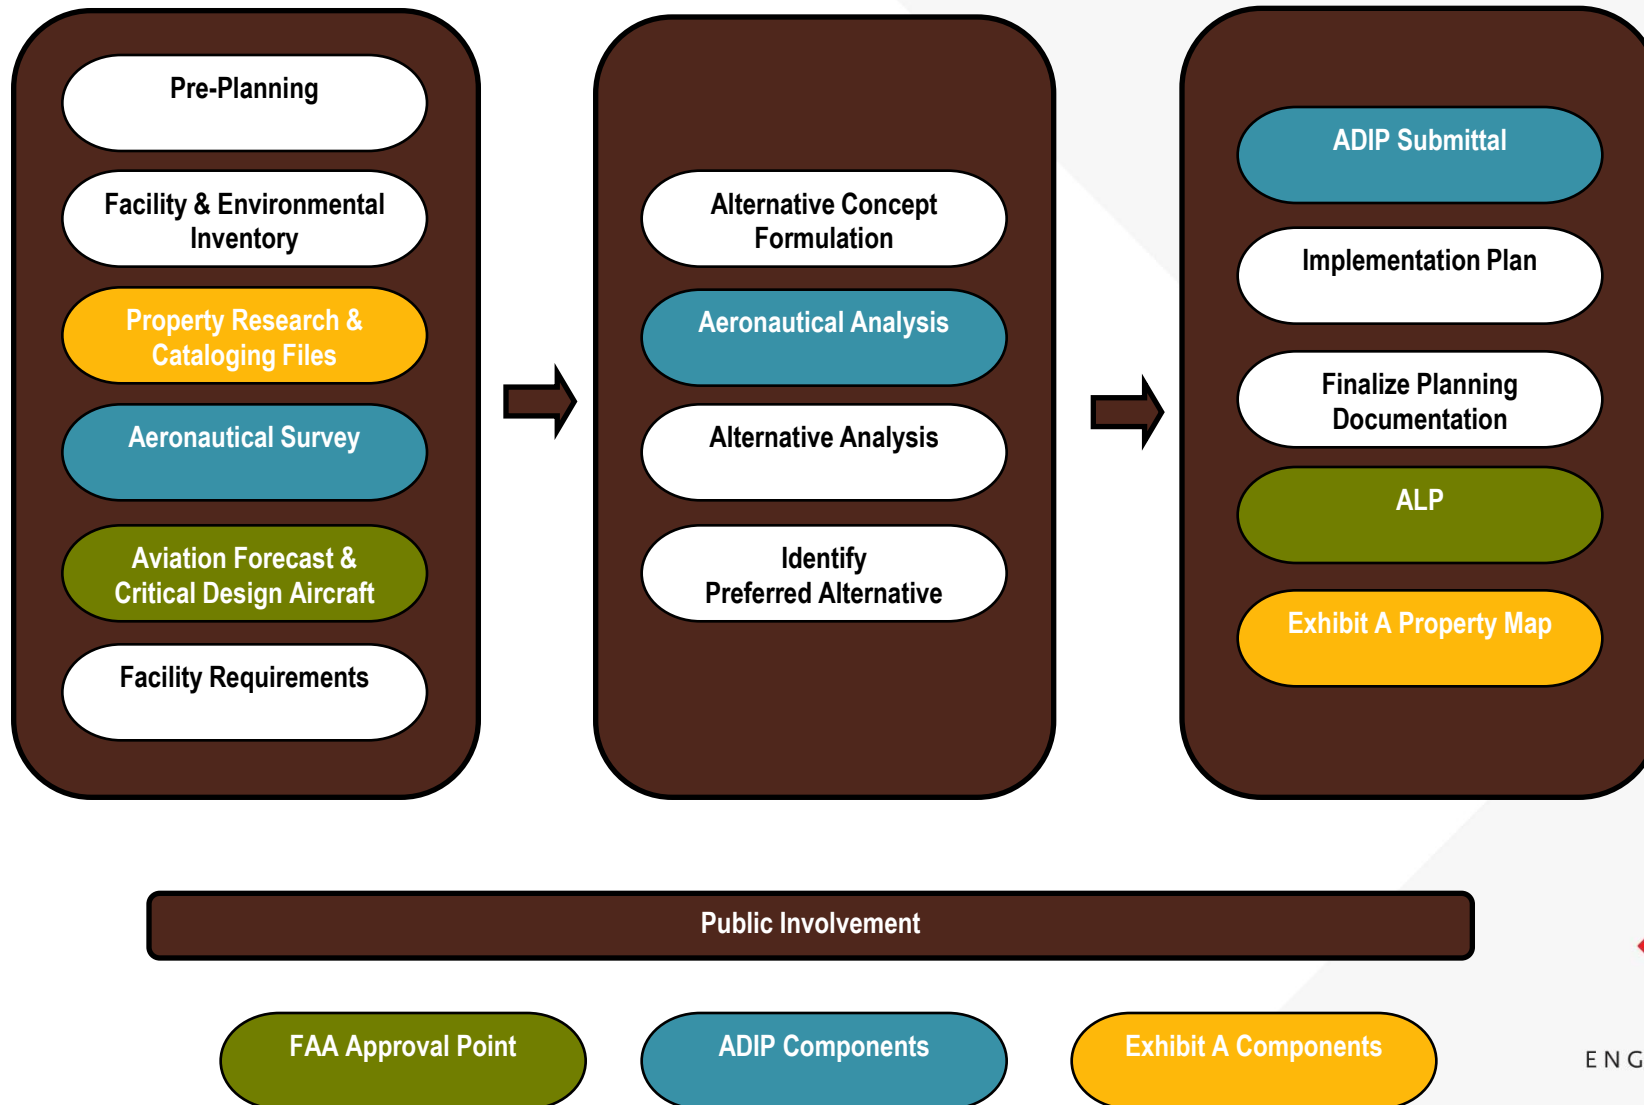 Pre-Planning
Facility & Environmental
Inventory
Property Research &
Cataloging Files
Aeronautical Survey
Aviation Forecast &
Critical Design Aircraft
Facility Requirements
Alternative Concept
Formulation
Aeronautical Analysis
Alternative Analysis
Identify
Preferred Alternative
ADIP Submittal
Implementation Plan
Finalize Planning
Documentation
ALP
Exhibit A Property Map
Public Involvement
FAA Approval Point
ADIP Components
Exhibit A Components
ENG